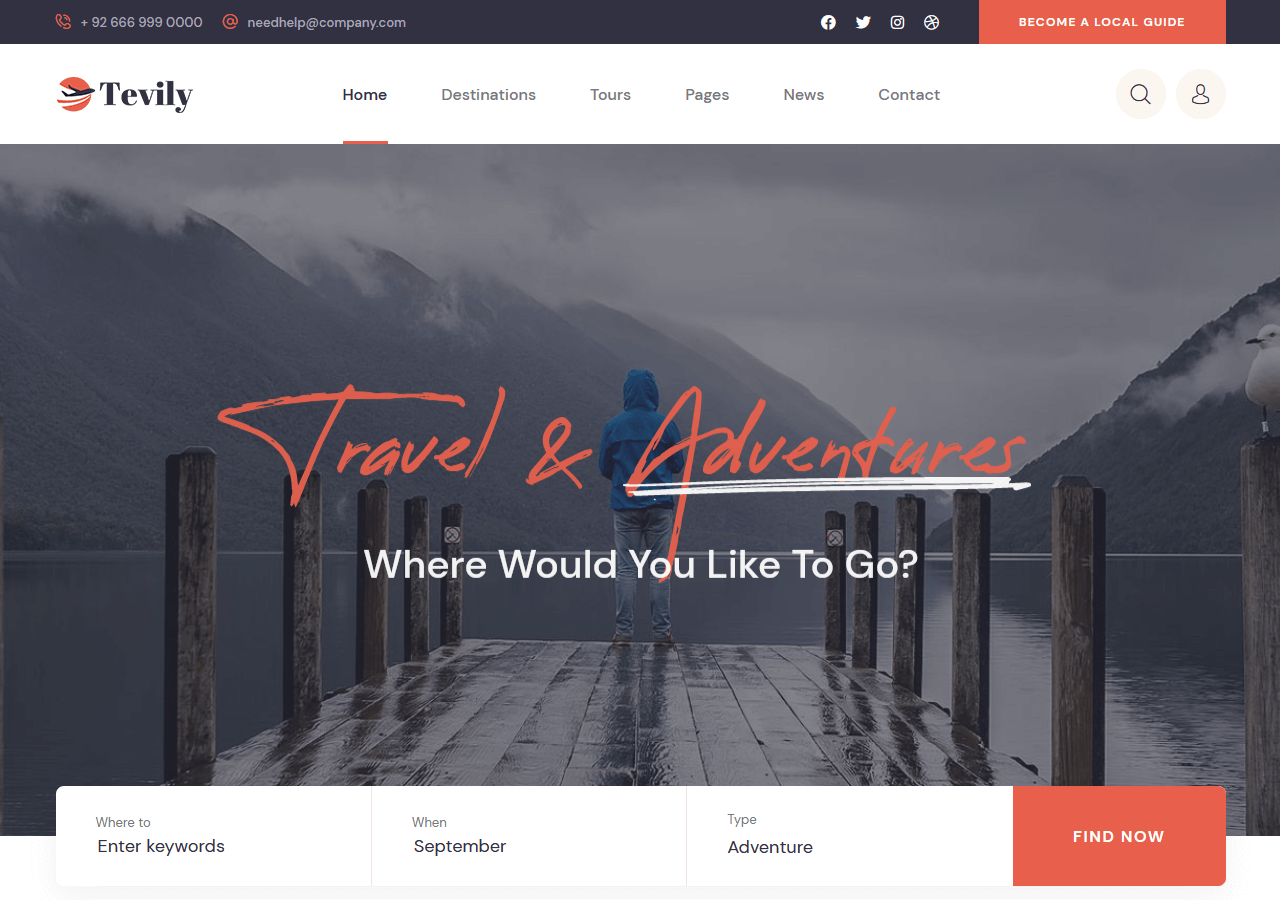 + 92 666 999 0000 needhelp@company.com BECOME A LOCAL GUIDE
Tevily Home Destinations Tours Pages News Contact
Travel & Adventures
Where Would You Like To Go?
Where to When Type
Enter keywords September Adventure
FIND NOW